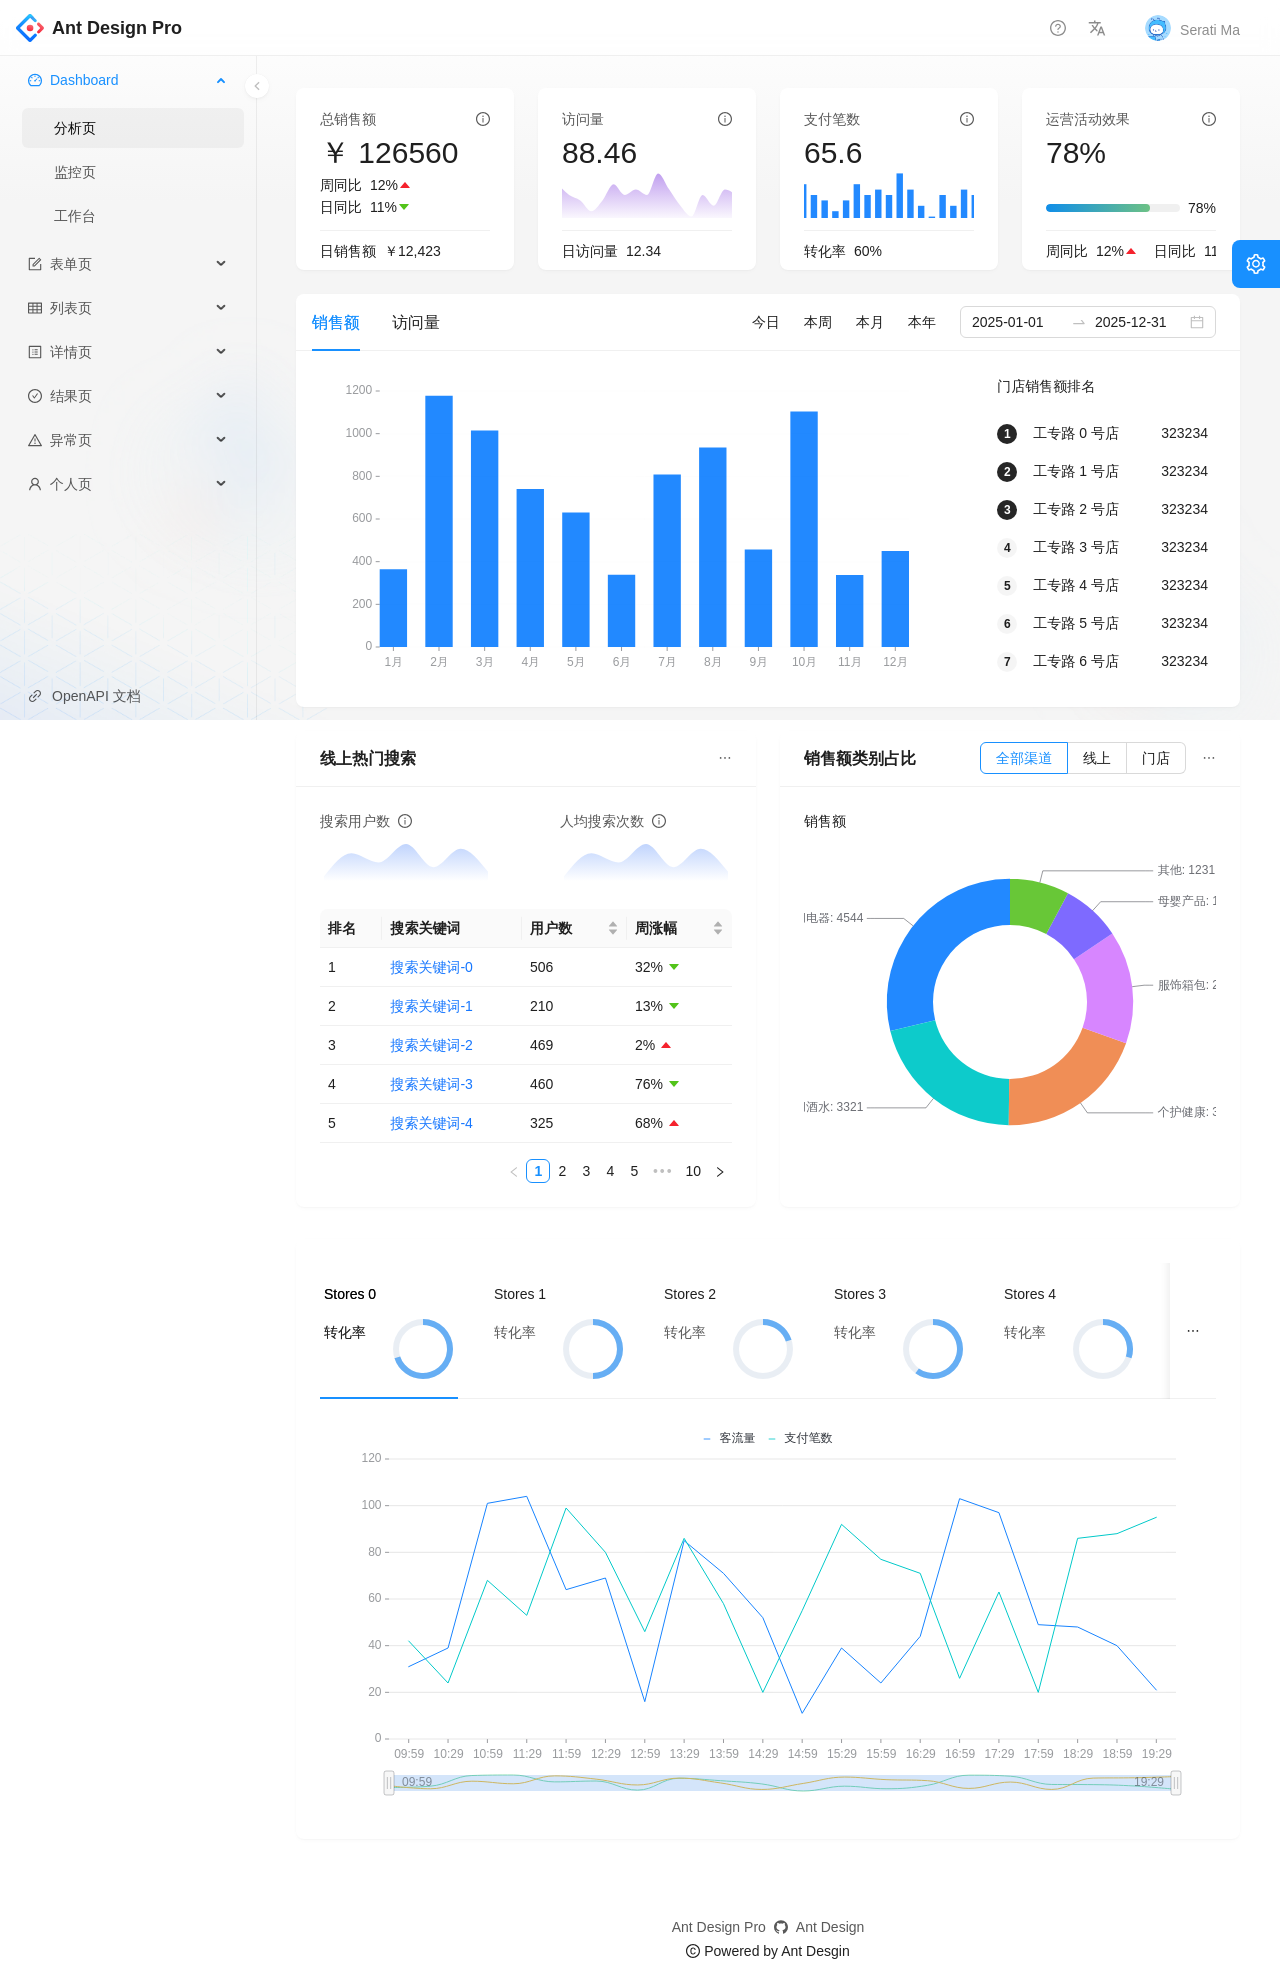 Ant Design Pro
Serati Ma
Dashboard
分析页
监控页
工作台
表单页
列表页
详情页
结果页
异常页
个人页
OpenAPI 文档
总销售额
¥ 126560
周同比 12%
日同比 11%
日销售额 ¥12,423
访问量
88.46
日访问量 12.34
支付笔数
65.6
转化率 60%
运营活动效果
78%
78%
周同比 12% 日同比 11
销售额 访问量
今日 本周 本月 本年 2025-01-01 2025-12-31
1200
1000
800
600
400
200
0
1月 2月 3月 4月 5月 6月 7月 8月 9月 10月 11月 12月
门店销售额排名
1 工专路 0 号店 323234
2 工专路 1 号店 323234
3 工专路 2 号店 323234
4 工专路 3 号店 323234
5 工专路 4 号店 323234
6 工专路 5 号店 323234
7 工专路 6 号店 323234
线上热门搜索
搜索用户数
人均搜索次数
排名 搜索关键词 用户数 周涨幅
1 搜索关键词-0 506 32%
2 搜索关键词-1 210 13%
3 搜索关键词-2 469 2%
4 搜索关键词-3 460 76%
5 搜索关键词-4 325 68%
1 2 3 4 5 ••• 10
销售额类别占比
全部渠道 线上 门店
销售额
其他: 1231
母婴产品: 1
电器: 4544
服饰箱包: 2
酒水: 3321
个护健康: 3
Stores 0 Stores 1 Stores 2 Stores 3 Stores 4
转化率 转化率 转化率 转化率 转化率
客流量 支付笔数
120
100
80
60
40
20
0
09:59 10:29 10:59 11:29 11:59 12:29 12:59 13:29 13:59 14:29 14:59 15:29 15:59 16:29 16:59 17:29 17:59 18:29 18:59 19:29
09:59 19:29
Ant Design Pro Ant Design
© Powered by Ant Desgin